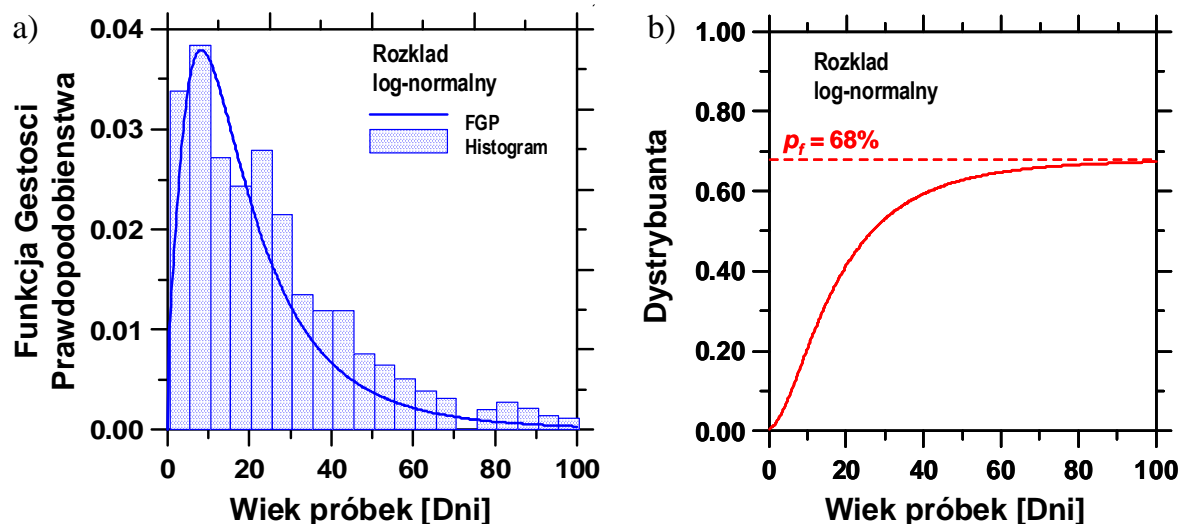 a)
Funkcja Gestosci
Prawdopodobienstwa
0.04
0.03
0.02
0.01
0.00
Rozklad
log-normalny
FGP
Histogram
0 20 40 60 80 100
Wiek próbek [Dni]
b)
Dystrybuanta
1.00
0.80
0.60
0.40
0.20
0.00
Rozklad
log-normalny
pf = 68%
0 20 40 60 80 100
Wiek próbek [Dni]